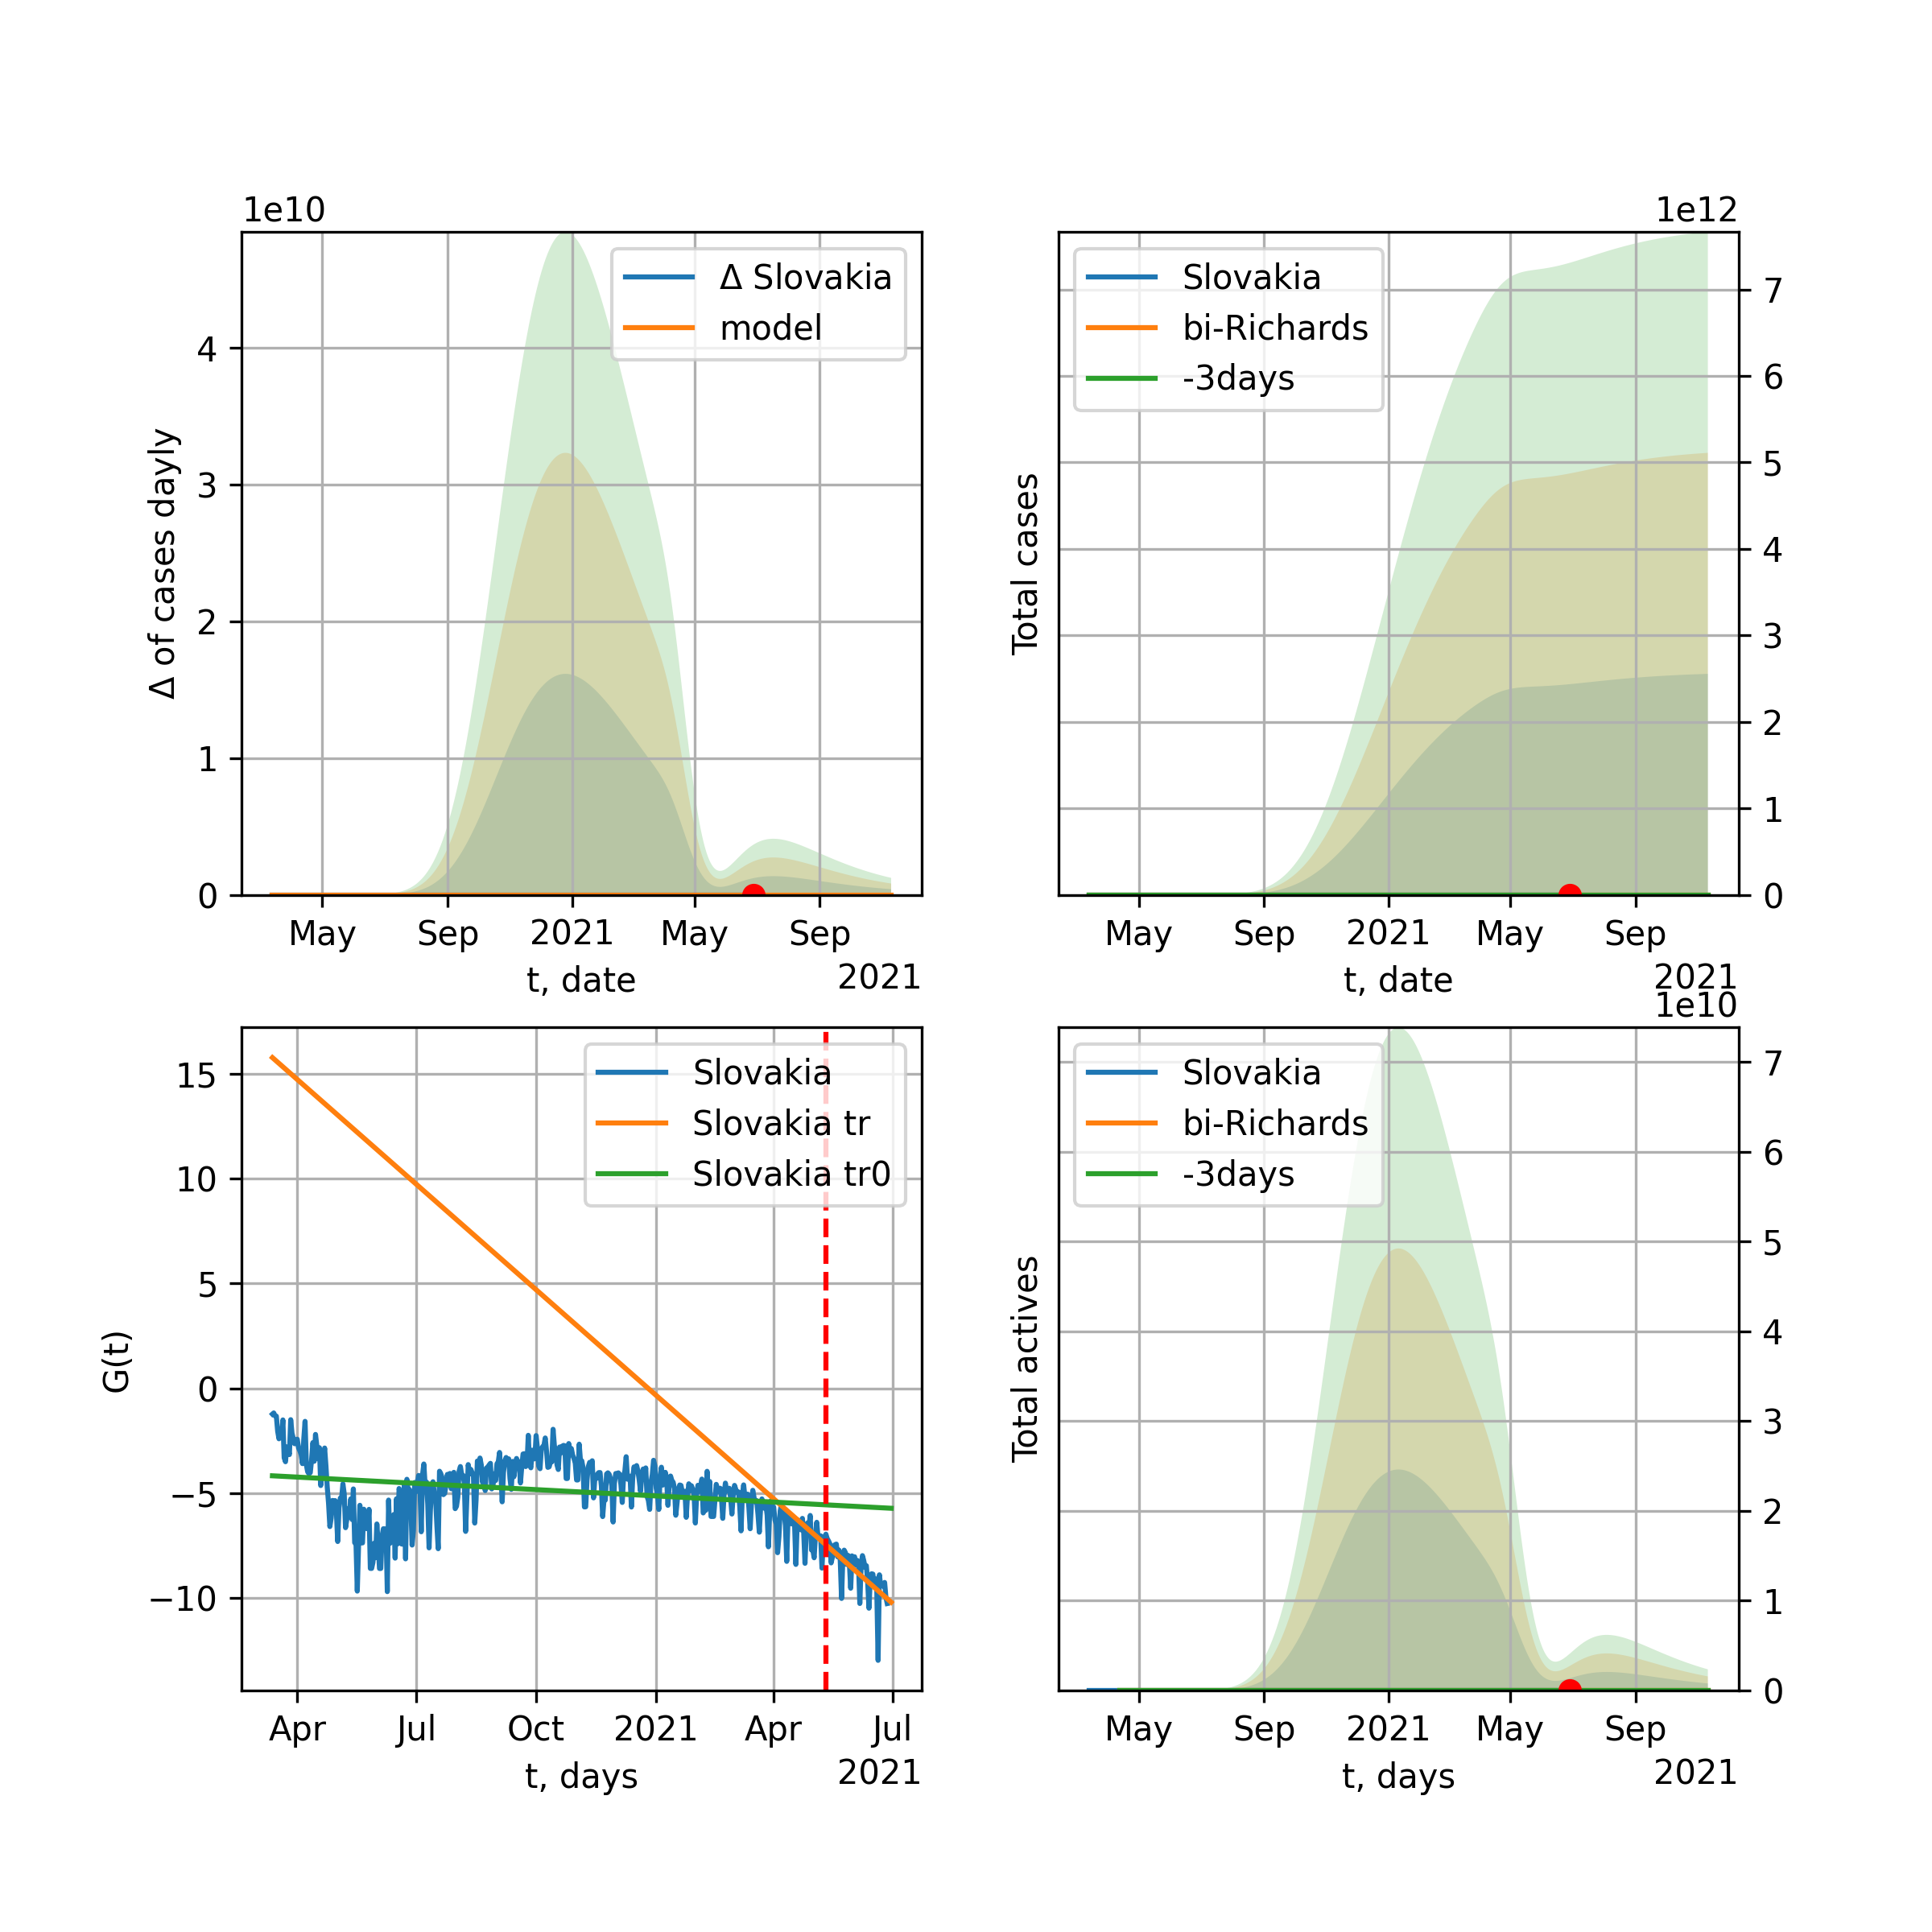 1e10
Δ Slovakia
model
Δ of cases dayly
4
3
2
1
0
May Sep 2021 May Sep
t, date
2021
1e12
Slovakia
bi-Richards
-3days
Total cases
7
6
5
4
3
2
1
0
May Sep 2021 May Sep
t, date
2021
Slovakia
Slovakia tr
Slovakia tr0
G(t)
15
10
5
0
−5
−10
Apr Jul Oct 2021 Apr Jul
t, days
2021
1e10
Slovakia
bi-Richards
-3days
Total actives
7
6
5
4
3
2
1
0
May Sep 2021 May Sep
t, days
2021